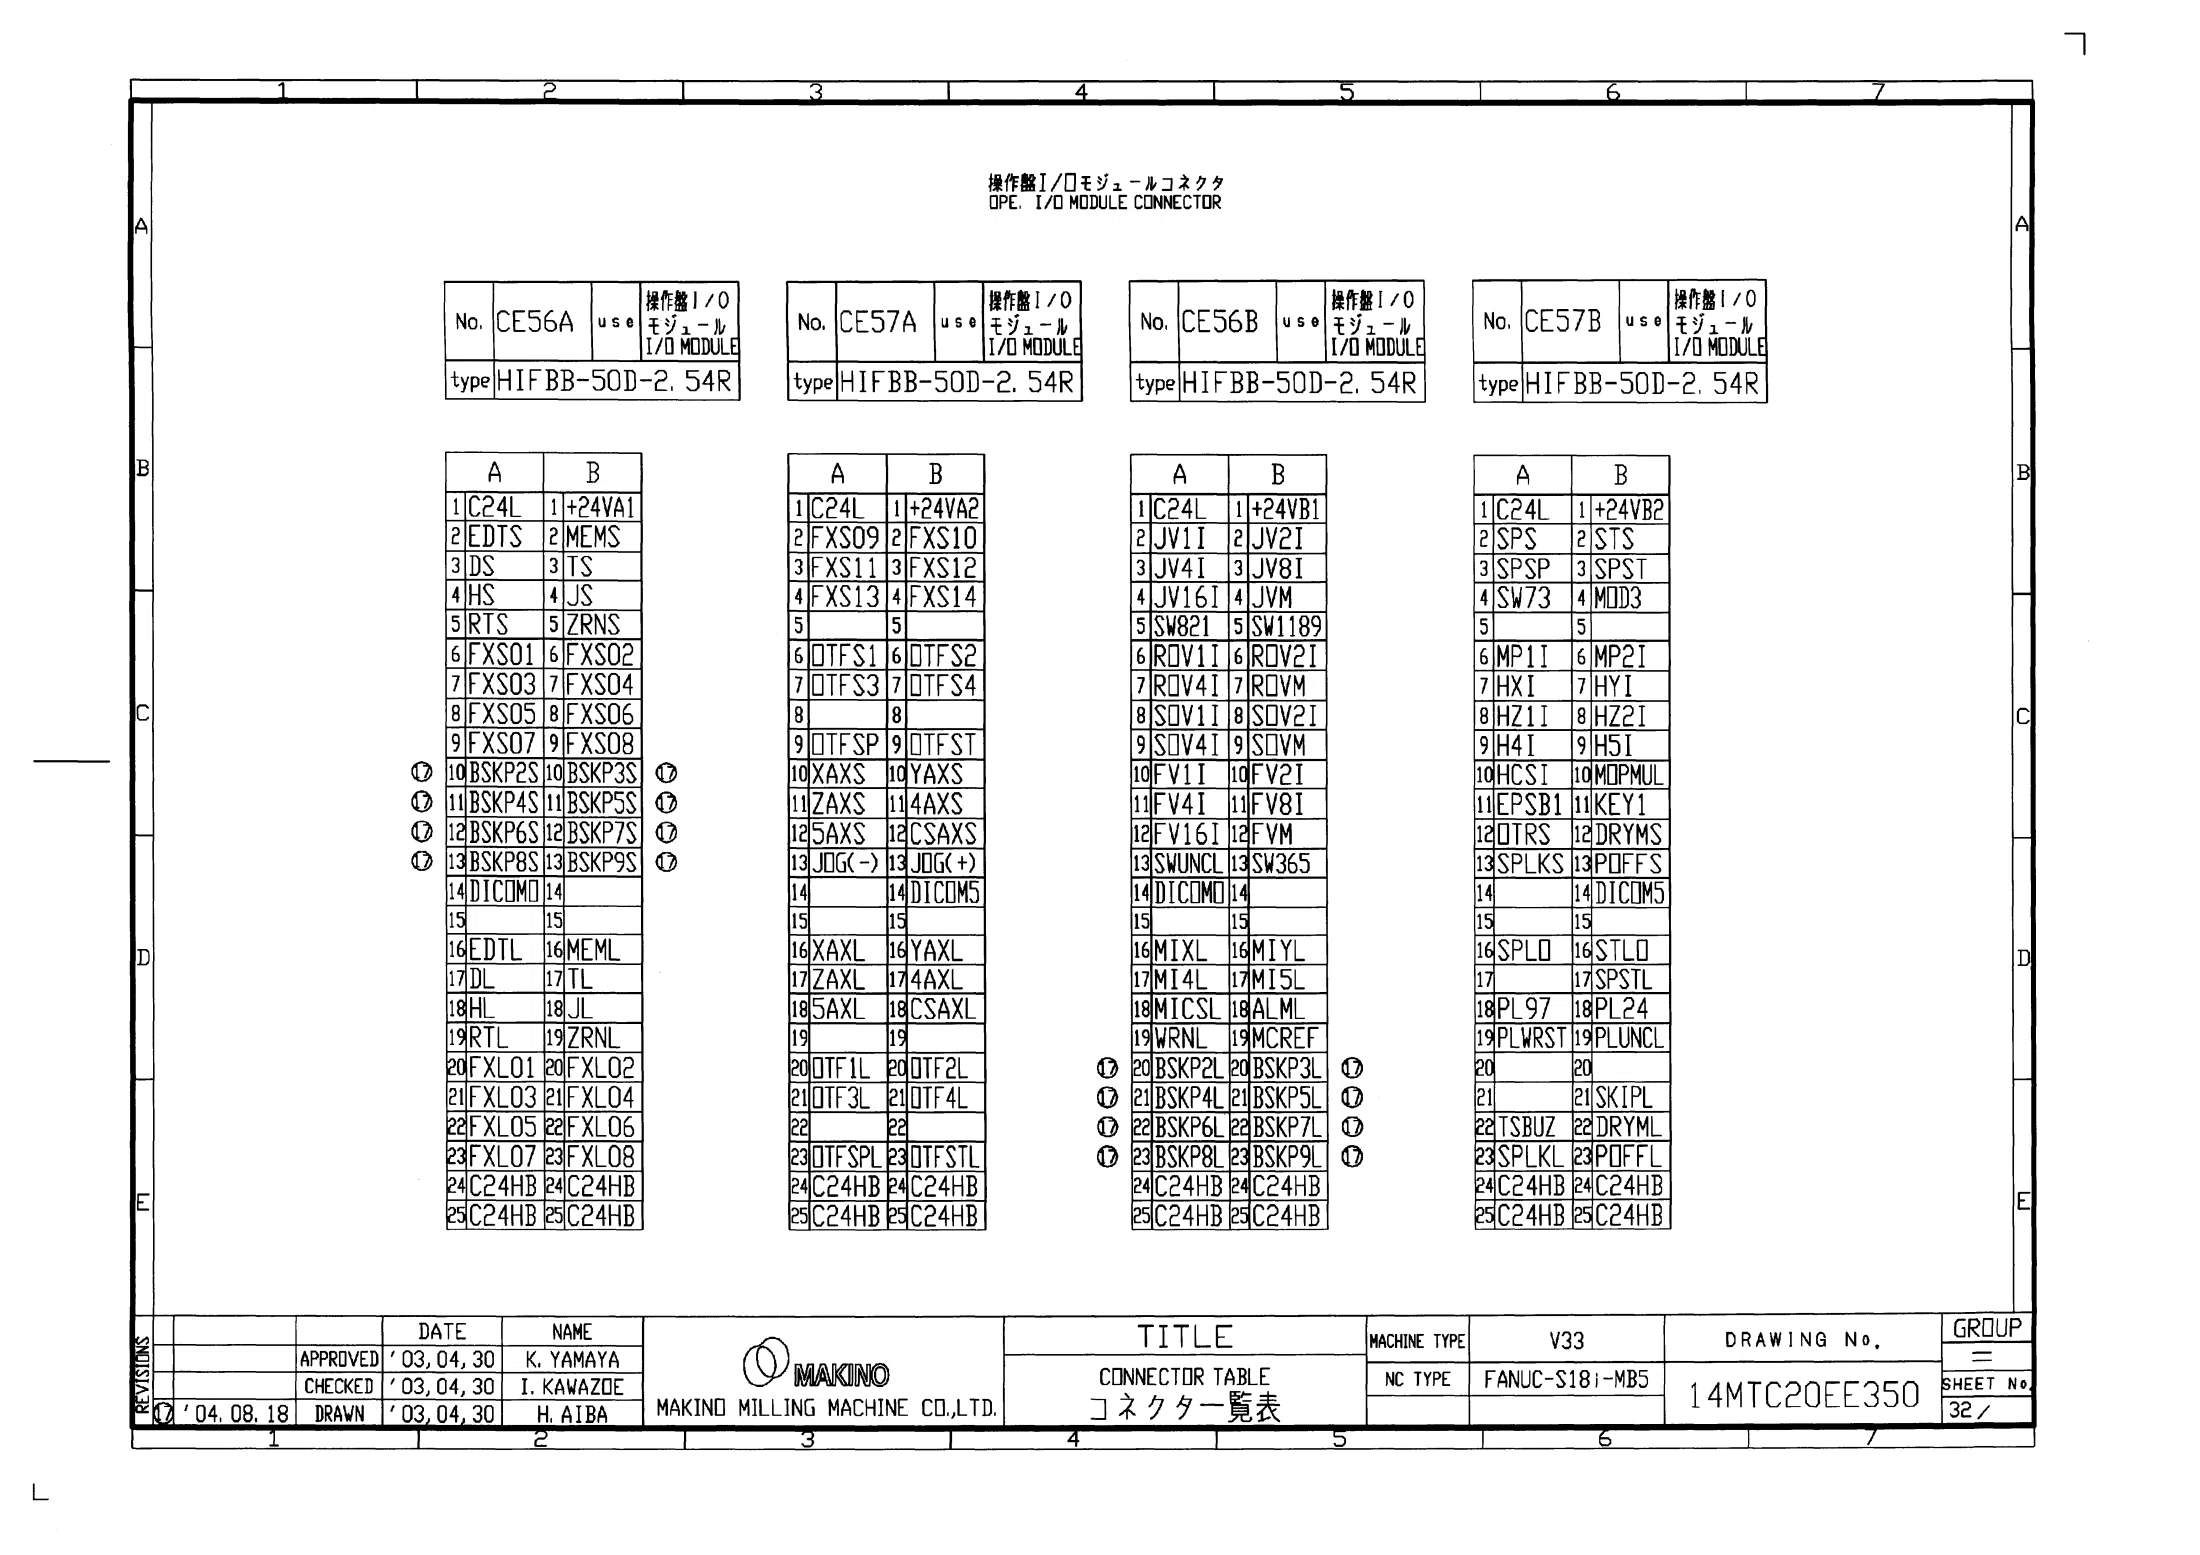 1 2 3 4 5 6 7
操作盤I/Oモジュールコネクタ
OPE. I/O MODULE CONNECTOR
A A
B B
C C
D D
E E
No. CE56A use 操作盤I/O
モジュール
I/O MODULE
type HIFBB-50D-2.54R
A B
1 C24L 1 +24VA1
2 EDTS 2 MEMS
3 DS 3 TS
4 HS 4 JS
5 RTS 5 ZRNS
6 FXS01 6 FXS02
7 FXS03 7 FXS04
8 FXS05 8 FXS06
9 FXS07 9 FXS08
⑰ 10 BSKP2S 10 BSKP3S ⑰
⑰ 11 BSKP4S 11 BSKP5S ⑰
⑰ 12 BSKP6S 12 BSKP7S ⑰
⑰ 13 BSKP8S 13 BSKP9S ⑰
14 DICOM0 14
15 15
16 EDTL 16 MEML
17 DL 17 TL
18 HL 18 JL
19 RTL 19 ZRNL
20 FXL01 20 FXL02
21 FXL03 21 FXL04
22 FXL05 22 FXL06
23 FXL07 23 FXL08
24 C24HB 24 C24HB
25 C24HB 25 C24HB
No. CE57A use 操作盤I/O
モジュール
I/O MODULE
type HIFBB-50D-2.54R
A B
1 C24L 1 +24VA2
2 FXS09 2 FXS10
3 FXS11 3 FXS12
4 FXS13 4 FXS14
5 5
6 OTFS1 6 OTFS2
7 OTFS3 7 OTFS4
8 8
9 OTFSP 9 OTFST
10 XAXS 10 YAXS
11 ZAXS 11 4AXS
12 5AXS 12 CSAXS
13 JOG(-) 13 JOG(+)
14 14 DICOM5
15 15
16 XAXL 16 YAXL
17 ZAXL 17 4AXL
18 5AXL 18 CSAXL
19 19
20 OTF1L 20 OTF2L
21 OTF3L 21 OTF4L
22 22
23 OTFSPL 23 OTFSTL
24 C24HB 24 C24HB
25 C24HB 25 C24HB
No. CE56B use 操作盤I/O
モジュール
I/O MODULE
type HIFBB-50D-2.54R
A B
1 C24L 1 +24VB1
2 JV1I 2 JV2I
3 JV4I 3 JV8I
4 JV16I 4 JVM
5 SW821 5 SW1189
6 ROV1I 6 ROV2I
7 ROV4I 7 ROVM
8 SOV1I 8 SOV2I
9 SOV4I 9 SOVM
10 FV1I 10 FV2I
11 FV4I 11 FV8I
12 FV16I 12 FVM
13 SWUNCL 13 SW365
14 DICOM0 14
15 15
16 MIXL 16 MIYL
17 MI4L 17 MI5L
18 MICSL 18 ALML
19 WRNL 19 MCREF
⑰ 20 BSKP2L 20 BSKP3L ⑰
⑰ 21 BSKP4L 21 BSKP5L ⑰
⑰ 22 BSKP6L 22 BSKP7L ⑰
⑰ 23 BSKP8L 23 BSKP9L ⑰
24 C24HB 24 C24HB
25 C24HB 25 C24HB
No. CE57B use 操作盤I/O
モジュール
I/O MODULE
type HIFBB-50D-2.54R
A B
1 C24L 1 +24VB2
2 SPS 2 STS
3 SPSP 3 SPST
4 SW73 4 MOD3
5 5
6 MP1I 6 MP2I
7 HXI 7 HYI
8 HZ1I 8 HZ2I
9 H4I 9 H5I
10 HCSI 10 MOPMUL
11 EPSB1 11 KEY1
12 OTRS 12 DRYMS
13 SPLKS 13 POFFS
14 14 DICOM5
15 15
16 SPLO 16 STLO
17 17 SPSTL
18 PL97 18 PL24
19 PLWRST 19 PLUNCL
20 20
21 21 SKIPL
22 TSBUZ 22 DRYML
23 SPLKL 23 POFFL
24 C24HB 24 C24HB
25 C24HB 25 C24HB
REVISIONS
⑰ '04.08.18
DATE NAME
APPROVED '03,04,30 K. YAMAYA
CHECKED '03,04,30 I. KAWAZOE
DRAWN '03,04,30 H. AIBA
MAKINO
MAKINO MILLING MACHINE CO.,LTD.
TITLE
CONNECTOR TABLE
コネクター覧表
MACHINE TYPE V33
NC TYPE FANUC-S18i-MB5
DRAWING No.
14MTC20EE350
GROUP
=
SHEET No.
32/
1 2 3 4 5 6 7